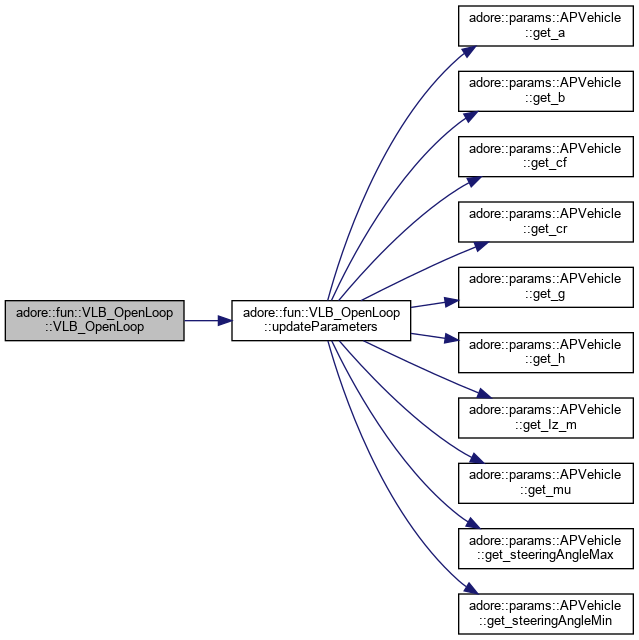 adore::fun::VLB_OpenLoop
::VLB_OpenLoop
adore::fun::VLB_OpenLoop
::updateParameters
adore::params::APVehicle
::get_a
adore::params::APVehicle
::get_b
adore::params::APVehicle
::get_cf
adore::params::APVehicle
::get_cr
adore::params::APVehicle
::get_g
adore::params::APVehicle
::get_h
adore::params::APVehicle
::get_Iz_m
adore::params::APVehicle
::get_mu
adore::params::APVehicle
::get_steeringAngleMax
adore::params::APVehicle
::get_steeringAngleMin